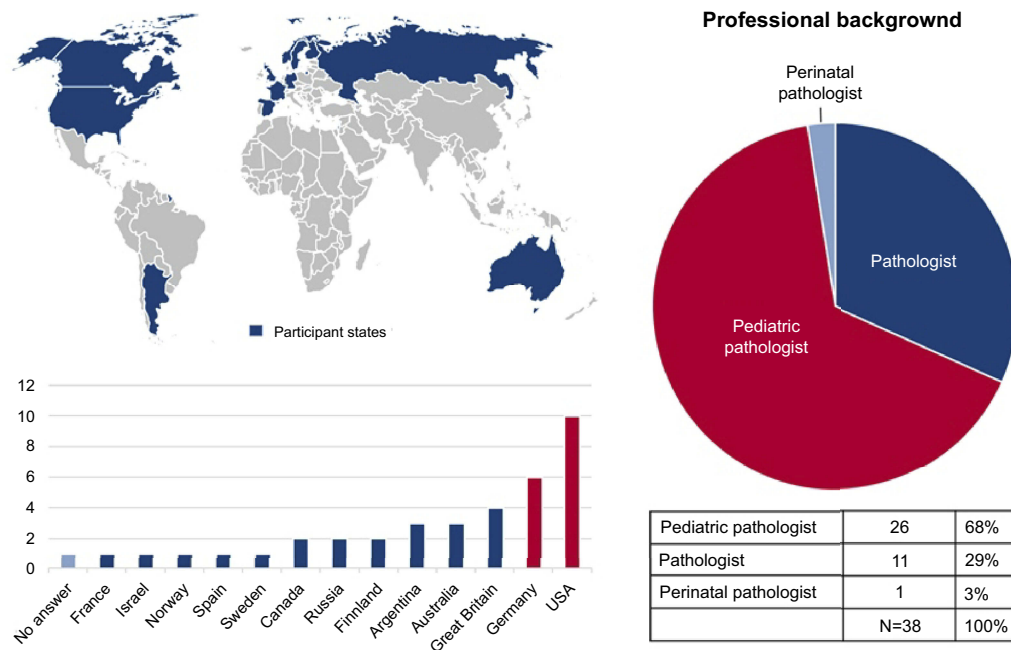 Professional backgrownd
Perinatal
pathologist
Pathologist
Pediatric
pathologist
Participant states
12
10
8
6
4
2
0
No answer
France
Israel
Norway
Spain
Sweden
Canada
Russia
Finnland
Argentina
Australia
Great Britain
Germany
USA
Pediatric pathologist 26 68%
Pathologist 11 29%
Perinatal pathologist 1 3%
N=38 100%